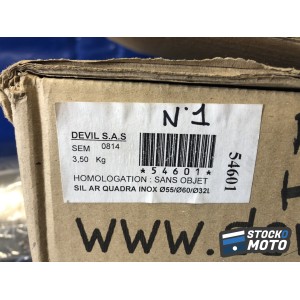 N°1
DEVIL S.A.S
SEM 0814
3,50 Kg
*54601*
54601
HOMOLOGATION : SANS OBJET
SIL AR QUADRA INOX Ø55/Ø60/Ø32L
www.de
STOCKO
MOTO